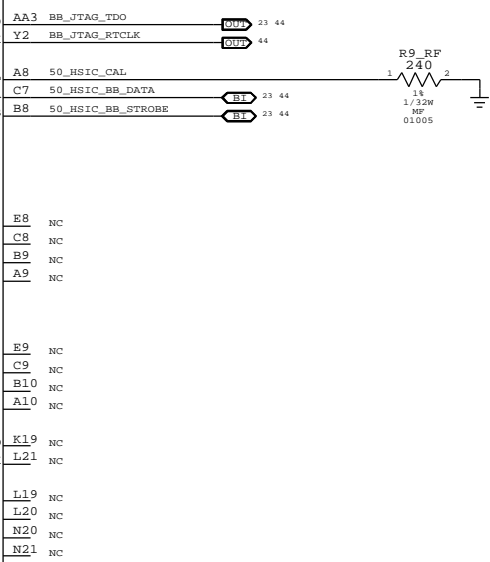 AA3 BB_JTAG_TDO OUT 23 44
Y2 BB_JTAG_RTCLK OUT 44
R9_RF
240
A8 50_HSIC_CAL 1 2
C7 50_HSIC_BB_DATA BI 23 44
1%
1/32W
B8 50_HSIC_BB_STROBE BI 23 44
MF
01005
E8 NC
C8 NC
B9 NC
A9 NC
E9 NC
C9 NC
B10 NC
A10 NC
K19 NC
L21 NC
L19 NC
L20 NC
N20 NC
N21 NC